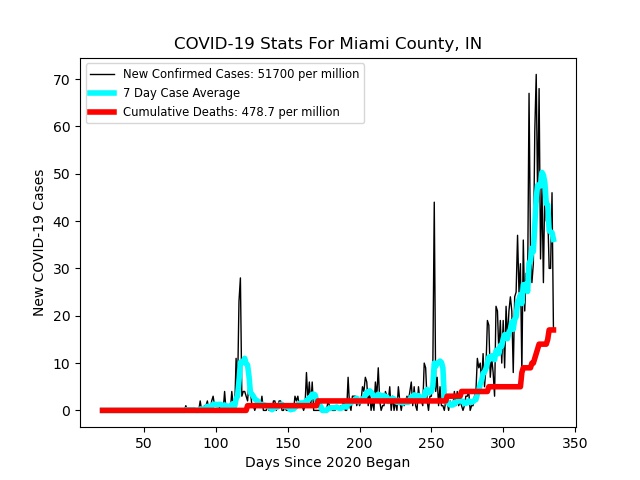 COVID-19 Stats For Miami County, IN
New Confirmed Cases: 51700 per million
7 Day Case Average
Cumulative Deaths: 478.7 per million
New COVID-19 Cases
70
60
50
40
30
20
10
0
50 100 150 200 250 300 350
Days Since 2020 Began